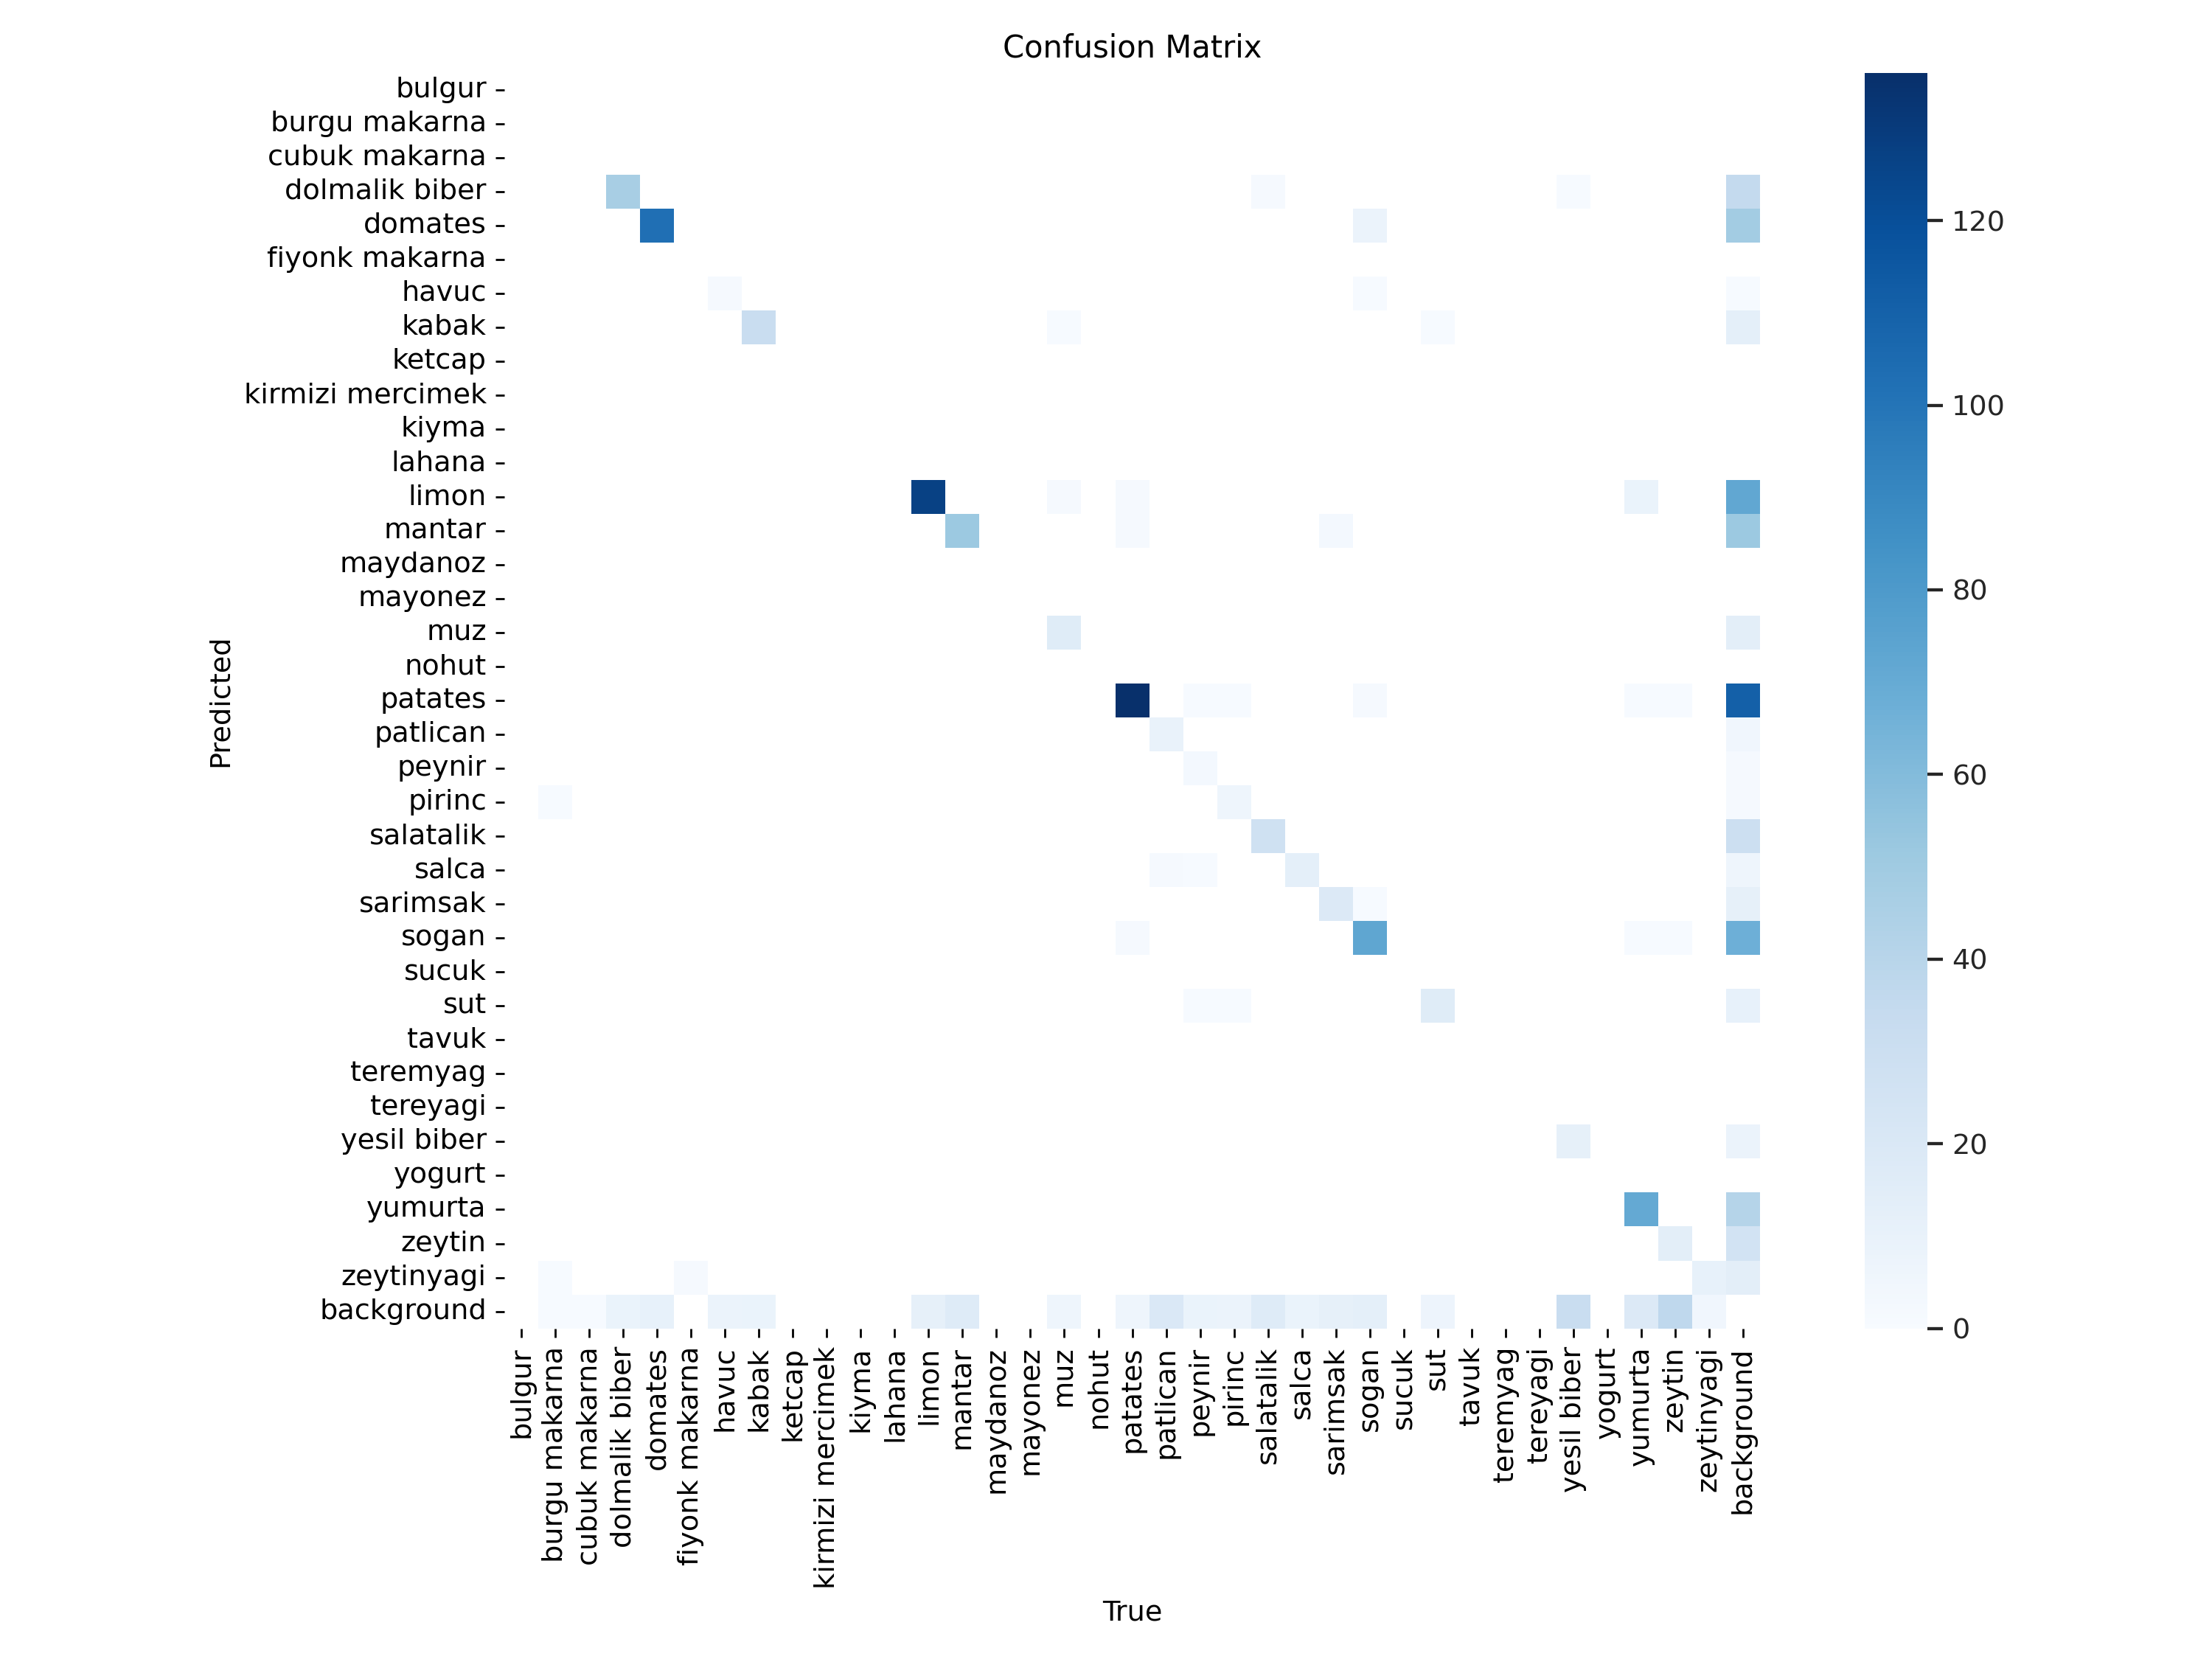 Confusion Matrix
bulgur
burgu makarna
cubuk makarna
dolmalik biber
domates
fiyonk makarna
havuc
kabak
ketcap
kirmizi mercimek
kiyma
lahana
limon
mantar
maydanoz
mayonez
muz
nohut
patates
patlican
peynir
pirinc
salatalik
salca
sarimsak
sogan
sucuk
sut
tavuk
teremyag
tereyagi
yesil biber
yogurt
yumurta
zeytin
zeytinyagi
background
Predicted
bulgur
burgu makarna
cubuk makarna
dolmalik biber
domates
fiyonk makarna
havuc
kabak
ketcap
kirmizi mercimek
kiyma
lahana
limon
mantar
maydanoz
mayonez
muz
nohut
patates
patlican
peynir
pirinc
salatalik
salca
sarimsak
sogan
sucuk
sut
tavuk
teremyag
tereyagi
yesil biber
yogurt
yumurta
zeytin
zeytinyagi
background
True
120
100
80
60
40
20
0